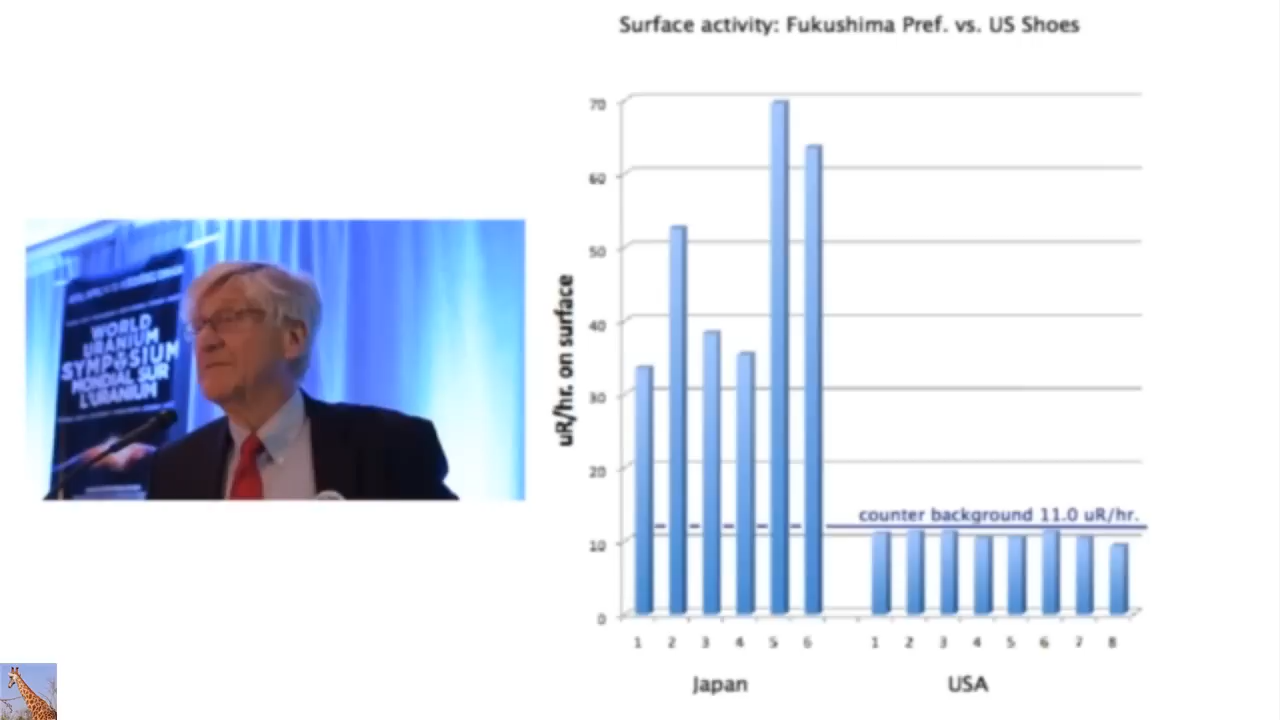 Surface activity: Fukushima Pref. vs. US Shoes
70
60
50
40
30
20
10
0
uR/hr. on surface
counter background 11.0 uR/hr.
1 2 3 4 5 6 1 2 3 4 5 6 7 8
Japan USA
WORLD
URANIUM
SYMPOSIUM
MONDIAL SUR
L'URANIUM